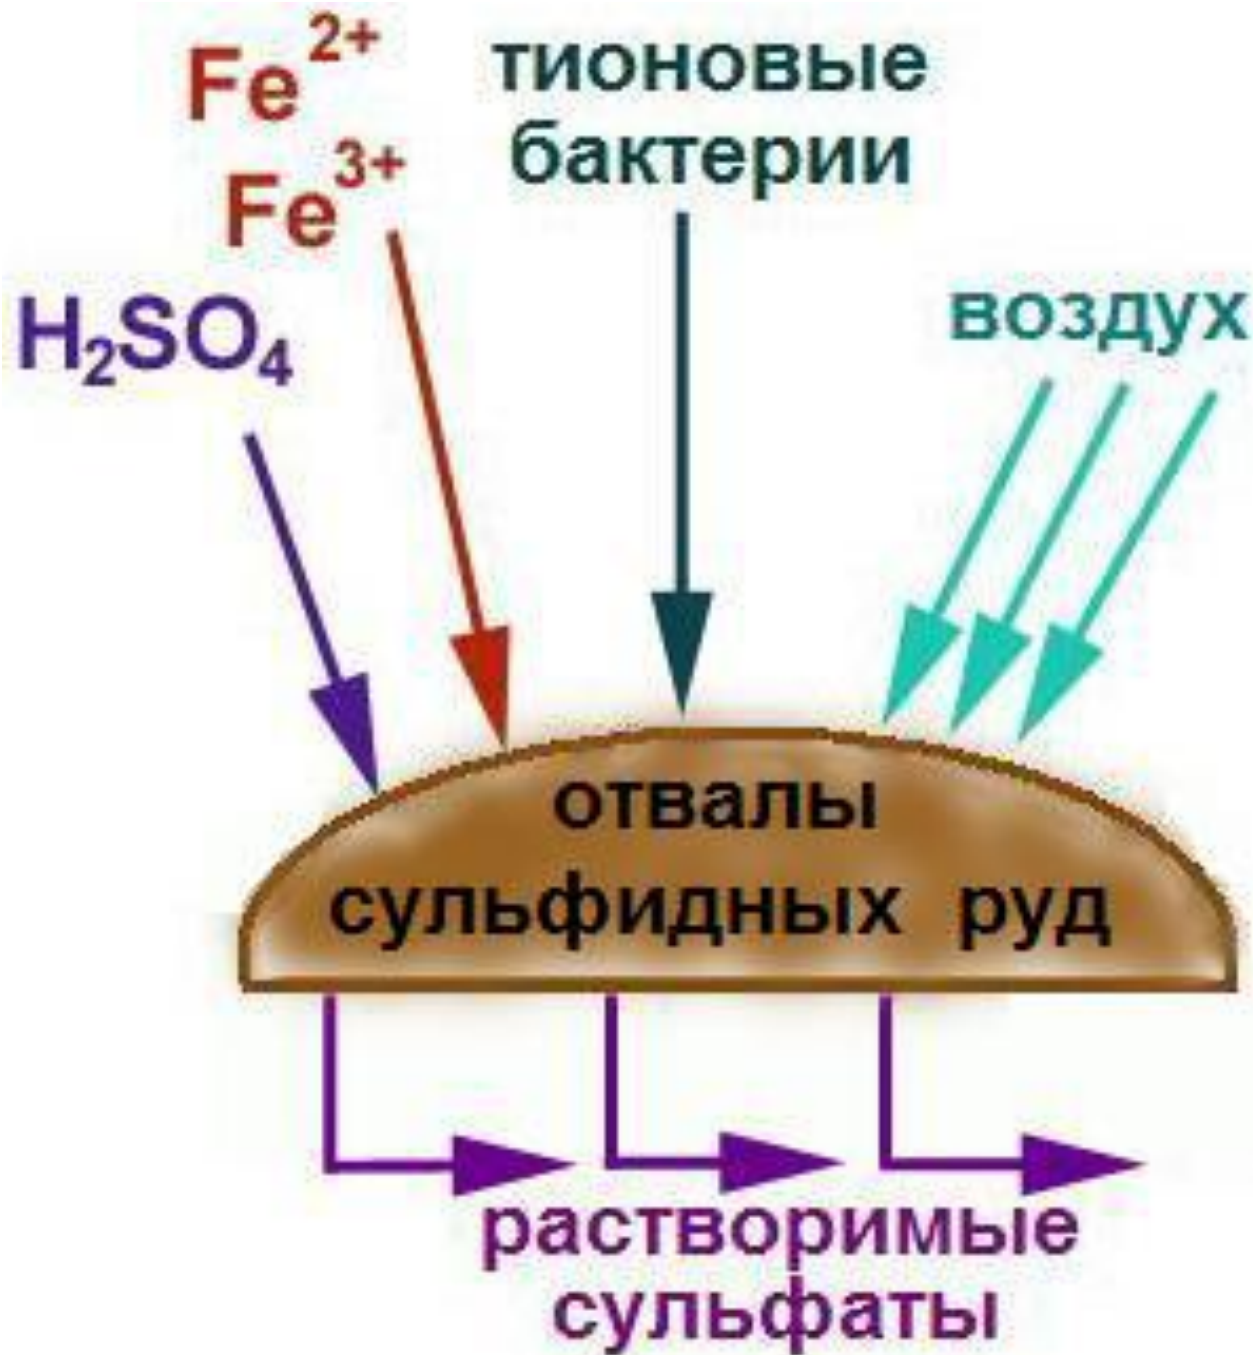 Fe²⁺
Fe³⁺
H₂SO₄
тионовые
бактерии
воздух
отвалы
сульфидных руд
растворимые
сульфаты